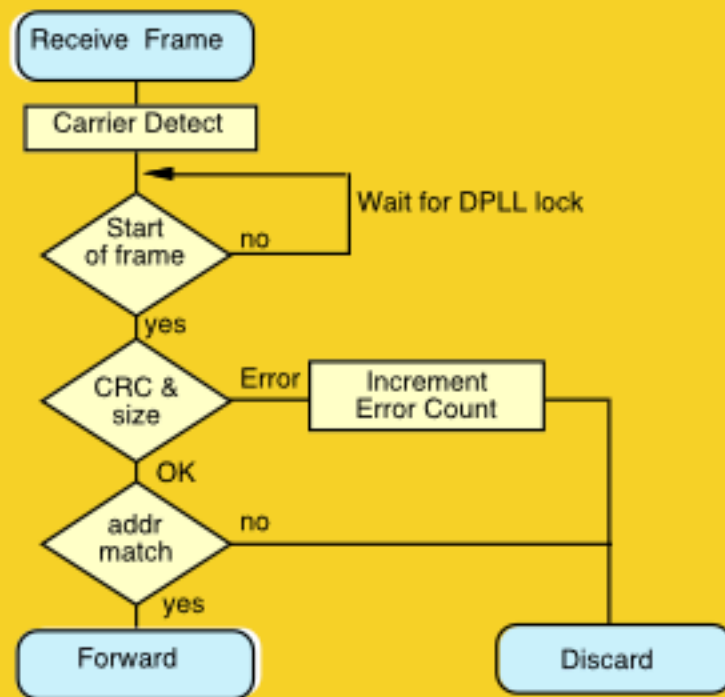 Receive Frame
Carrier Detect
Wait for DPLL lock
Start
of frame
no
yes
CRC &
size
Error
Increment
Error Count
OK
addr
match
no
yes
Forward
Discard